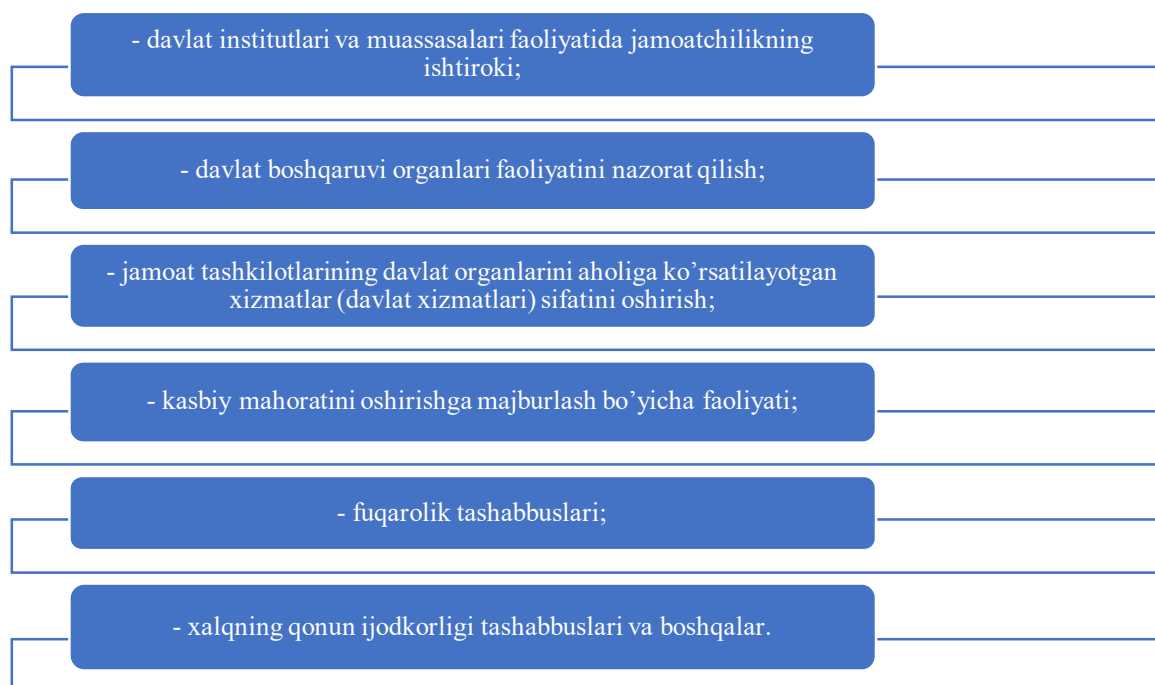 - davlat institutlari va muassasalari faoliyatida jamoatchilikning
ishtiroki;
- davlat boshqaruvi organlari faoliyatini nazorat qilish;
- jamoat tashkilotlarining davlat organlarini aholiga ko’rsatilayotgan
xizmatlar (davlat xizmatlari) sifatini oshirish;
- kasbiy mahoratini oshirishga majburlash bo’yicha faoliyati;
- fuqarolik tashabbuslari;
- xalqning qonun ijodkorligi tashabbuslari va boshqalar.